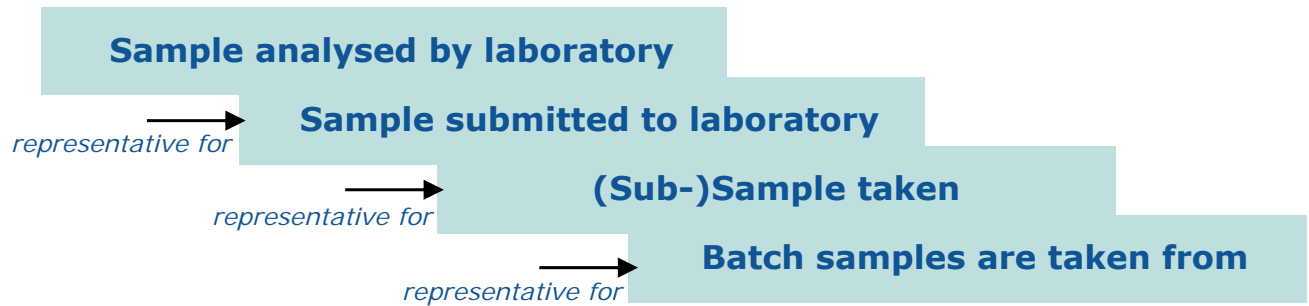 Sample analysed by laboratory
representative for
Sample submitted to laboratory
representative for
(Sub-)Sample taken
representative for
Batch samples are taken from